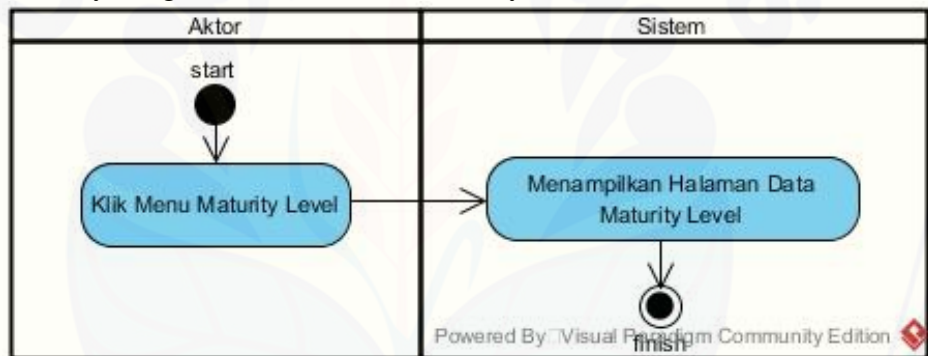 Aktor
Sistem
start
Klik Menu Maturity Level
Menampilkan Halaman Data
Maturity Level
Powered By Visual Paradigm Community Edition
finish